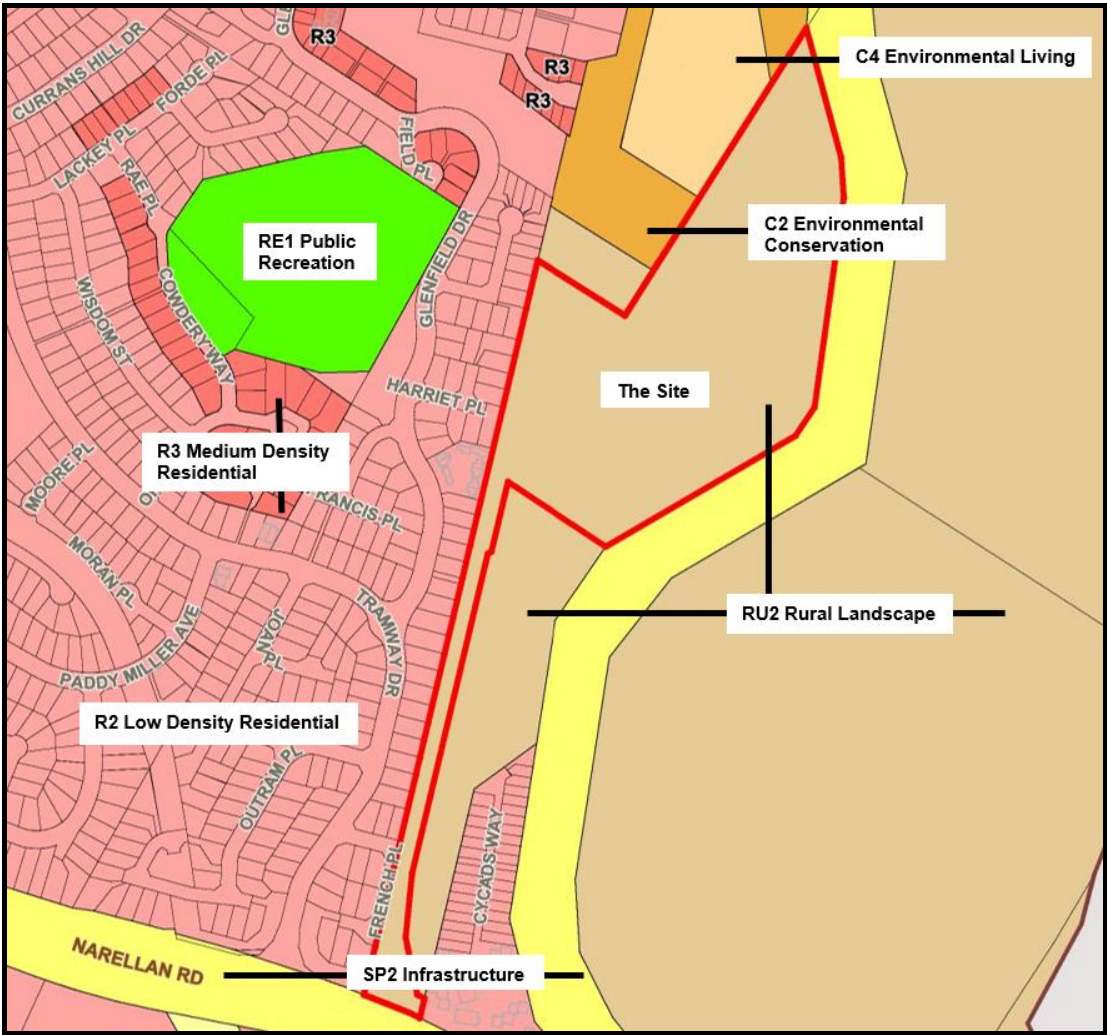 GLE
R3
R3
R3
C4 Environmental Living
CURRANS HILL DR
FORDE PL
LACKEY PL
RAE PL
FIELD PL
C2 Environmental
Conservation
RE1 Public
Recreation
GLENFIELD DR
COWDERY WAY
WISDOM ST
HARRIET PL
The Site
R3 Medium Density
Residential
MOORE PL
FRANCIS PL
MORAN PL
TRAMWAY DR
JOAN PL
RU2 Rural Landscape
PADDY MILLER AVE
R2 Low Density Residential
OUTRAM PL
CYCADS WAY
FRENCH PL
NARELLAN RD
SP2 Infrastructure